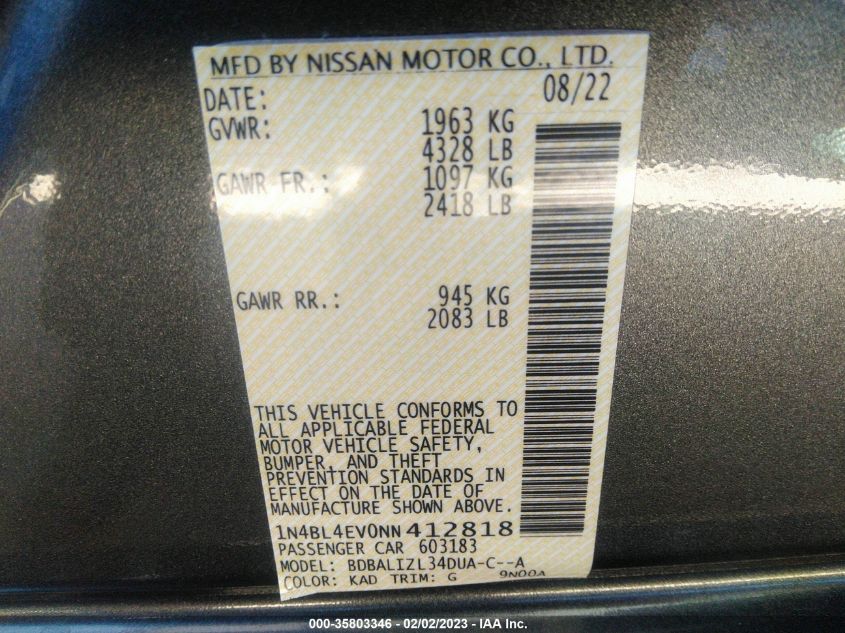 MFD BY NISSAN MOTOR CO., LTD.
DATE: 08/22
GVWR: 1963 KG
4328 LB
GAWR FR.: 1097 KG
2418 LB
GAWR RR.: 945 KG
2083 LB
THIS VEHICLE CONFORMS TO
ALL APPLICABLE FEDERAL
MOTOR VEHICLE SAFETY,
BUMPER, AND THEFT
PREVENTION STANDARDS IN
EFFECT ON THE DATE OF
MANUFACTURE SHOWN ABOVE.
1N4BL4EV0NN412818
PASSENGER CAR 603183
MODEL: BDBALIZL34DUA-C--A
COLOR: KAD TRIM: G 9N00A
000-35803346 - 02/02/2023 - IAA Inc.